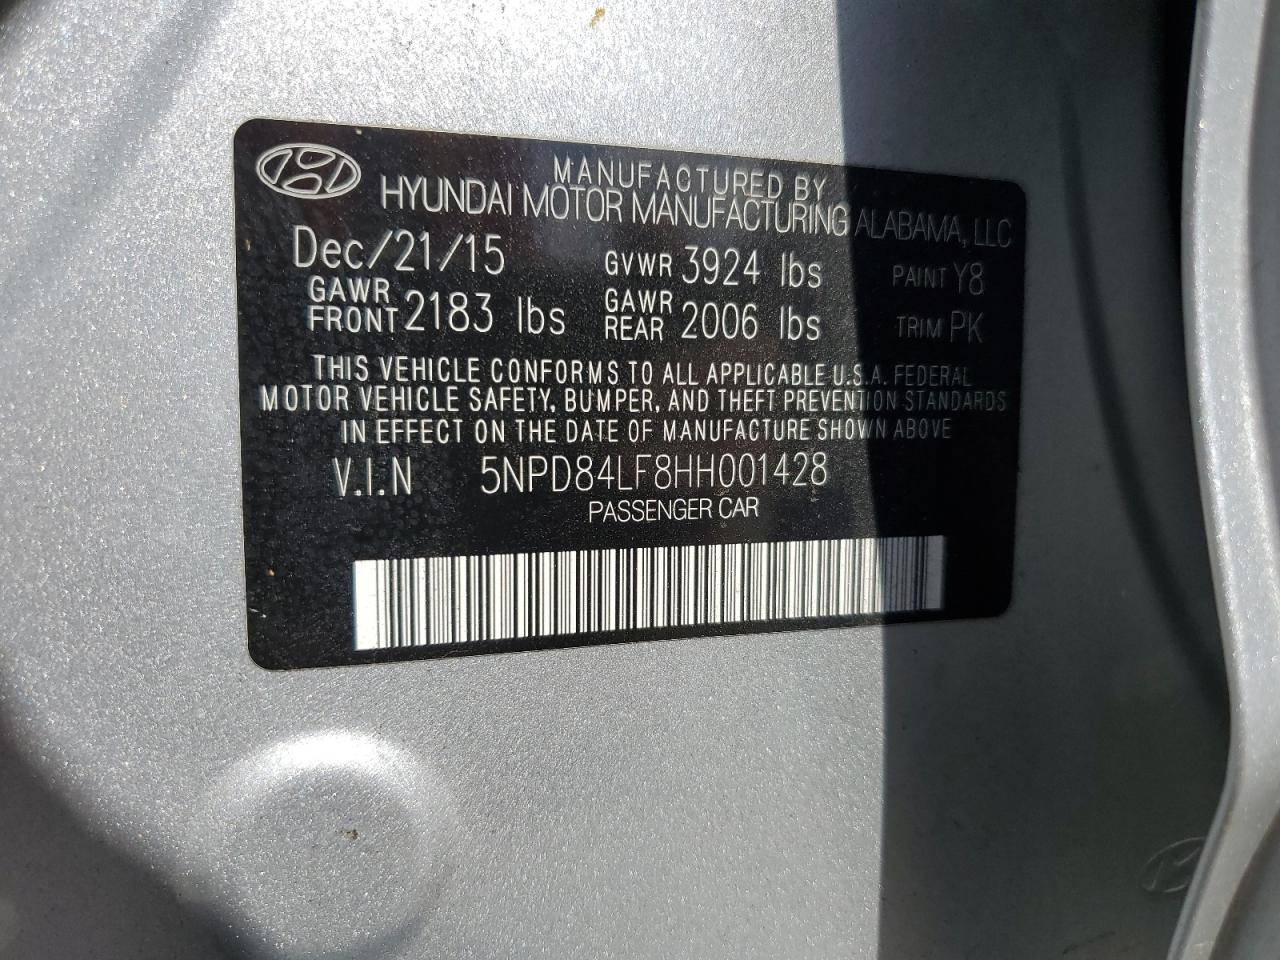 MANUFACTURED BY
HYUNDAI MOTOR MANUFACTURING ALABAMA, LLC
Dec/21/15 GVWR 3924 lbs PAINT Y8
GAWR FRONT 2183 lbs GAWR REAR 2006 lbs TRIM PK
THIS VEHICLE CONFORMS TO ALL APPLICABLE U.S.A. FEDERAL
MOTOR VEHICLE SAFETY, BUMPER, AND THEFT PREVENTION STANDARDS
IN EFFECT ON THE DATE OF MANUFACTURE SHOWN ABOVE
V.I.N 5NPD84LF8HH001428
PASSENGER CAR